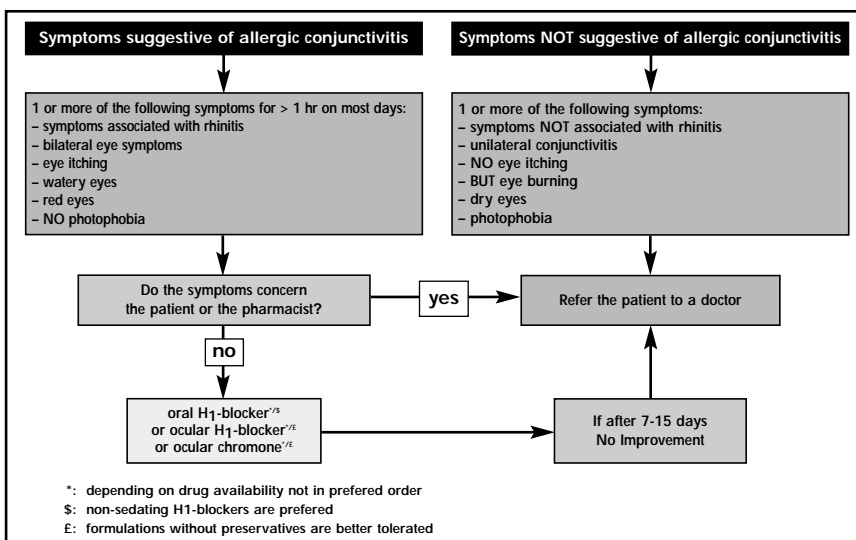 Symptoms suggestive of allergic conjunctivitis
1 or more of the following symptoms for > 1 hr on most days:
– symptoms associated with rhinitis
– bilateral eye symptoms
– eye itching
– watery eyes
– red eyes
– NO photophobia
Symptoms NOT suggestive of allergic conjunctivitis
1 or more of the following symptoms:
– symptoms NOT associated with rhinitis
– unilateral conjunctivitis
– NO eye itching
– BUT eye burning
– dry eyes
– photophobia
Do the symptoms concern
the patient or the pharmacist?
yes
Refer the patient to a doctor
no
oral H1-blocker*/$
or ocular H1-blocker*/£
or ocular chromone*/£
If after 7-15 days
No Improvement
*: depending on drug availability not in prefered order
$: non-sedating H1-blockers are prefered
£: formulations without preservatives are better tolerated